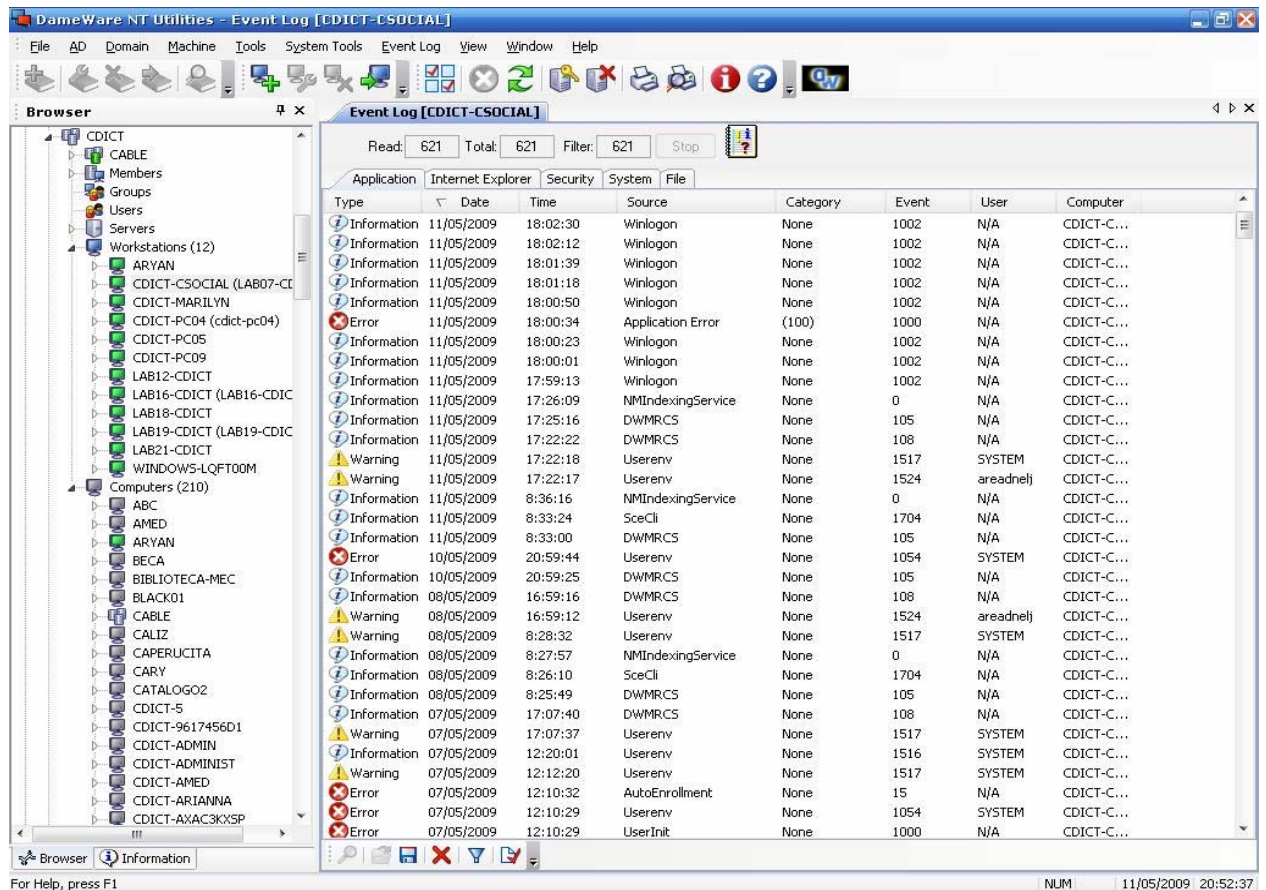 DameWare NT Utilities - Event Log [CDICT-CSOCIAL]
File AD Domain Machine Tools System Tools Event Log View Window Help
Browser
CDICT
CABLE
Members
Groups
Users
Servers
Workstations (12)
ARYAN
CDICT-CSOCIAL (LAB07-CD
CDICT-MARILYN
CDICT-PC04 (cdict-pc04)
CDICT-PC05
CDICT-PC09
LAB12-CDICT
LAB16-CDICT (LAB16-CDIC
LAB18-CDICT
LAB19-CDICT (LAB19-CDIC
LAB21-CDICT
WINDOWS-LQFT00M
Computers (210)
ABC
AMED
ARYAN
BECA
BIBLIOTECA-MEC
BLACK01
CABLE
CALIZ
CAPERUCITA
CARY
CATALOGO2
CDICT-5
CDICT-9617456D1
CDICT-ADMIN
CDICT-ADMINIST
CDICT-AMED
CDICT-ARIANNA
CDICT-AXAC3KXSP
Browser Information
Event Log [CDICT-CSOCIAL]
Read: 621 Total: 621 Filter: 621 Stop
Application Internet Explorer Security System File
Type Date Time Source Category Event User Computer
Information 11/05/2009 18:02:30 Winlogon None 1002 N/A CDICT-C...
Information 11/05/2009 18:02:12 Winlogon None 1002 N/A CDICT-C...
Information 11/05/2009 18:01:39 Winlogon None 1002 N/A CDICT-C...
Information 11/05/2009 18:01:18 Winlogon None 1002 N/A CDICT-C...
Information 11/05/2009 18:00:50 Winlogon None 1002 N/A CDICT-C...
Error 11/05/2009 18:00:34 Application Error (100) 1000 N/A CDICT-C...
Information 11/05/2009 18:00:23 Winlogon None 1002 N/A CDICT-C...
Information 11/05/2009 18:00:01 Winlogon None 1002 N/A CDICT-C...
Information 11/05/2009 17:59:13 Winlogon None 1002 N/A CDICT-C...
Information 11/05/2009 17:26:09 NMIndexingService None 0 N/A CDICT-C...
Information 11/05/2009 17:25:16 DWMRCS None 105 N/A CDICT-C...
Information 11/05/2009 17:22:22 DWMRCS None 108 N/A CDICT-C...
Warning 11/05/2009 17:22:18 Userenv None 1517 SYSTEM CDICT-C...
Warning 11/05/2009 17:22:17 Userenv None 1524 areadnelj CDICT-C...
Information 11/05/2009 8:36:16 NMIndexingService None 0 N/A CDICT-C...
Information 11/05/2009 8:33:24 SceCli None 1704 N/A CDICT-C...
Information 11/05/2009 8:33:00 DWMRCS None 105 N/A CDICT-C...
Error 10/05/2009 20:59:44 Userenv None 1054 SYSTEM CDICT-C...
Information 10/05/2009 20:59:25 DWMRCS None 105 N/A CDICT-C...
Information 08/05/2009 16:59:16 DWMRCS None 108 N/A CDICT-C...
Warning 08/05/2009 16:59:12 Userenv None 1524 areadnelj CDICT-C...
Warning 08/05/2009 8:28:32 Userenv None 1517 SYSTEM CDICT-C...
Information 08/05/2009 8:27:57 NMIndexingService None 0 N/A CDICT-C...
Information 08/05/2009 8:26:10 SceCli None 1704 N/A CDICT-C...
Information 08/05/2009 8:25:49 DWMRCS None 105 N/A CDICT-C...
Information 07/05/2009 17:07:40 DWMRCS None 108 N/A CDICT-C...
Warning 07/05/2009 17:07:37 Userenv None 1517 SYSTEM CDICT-C...
Information 07/05/2009 12:20:01 Userenv None 1516 SYSTEM CDICT-C...
Warning 07/05/2009 12:12:20 Userenv None 1517 SYSTEM CDICT-C...
Error 07/05/2009 12:10:32 AutoEnrollment None 15 N/A CDICT-C...
Error 07/05/2009 12:10:29 Userenv None 1054 SYSTEM CDICT-C...
Error 07/05/2009 12:10:29 UserInit None 1000 N/A CDICT-C...
For Help, press F1
NUM 11/05/2009 20:52:37